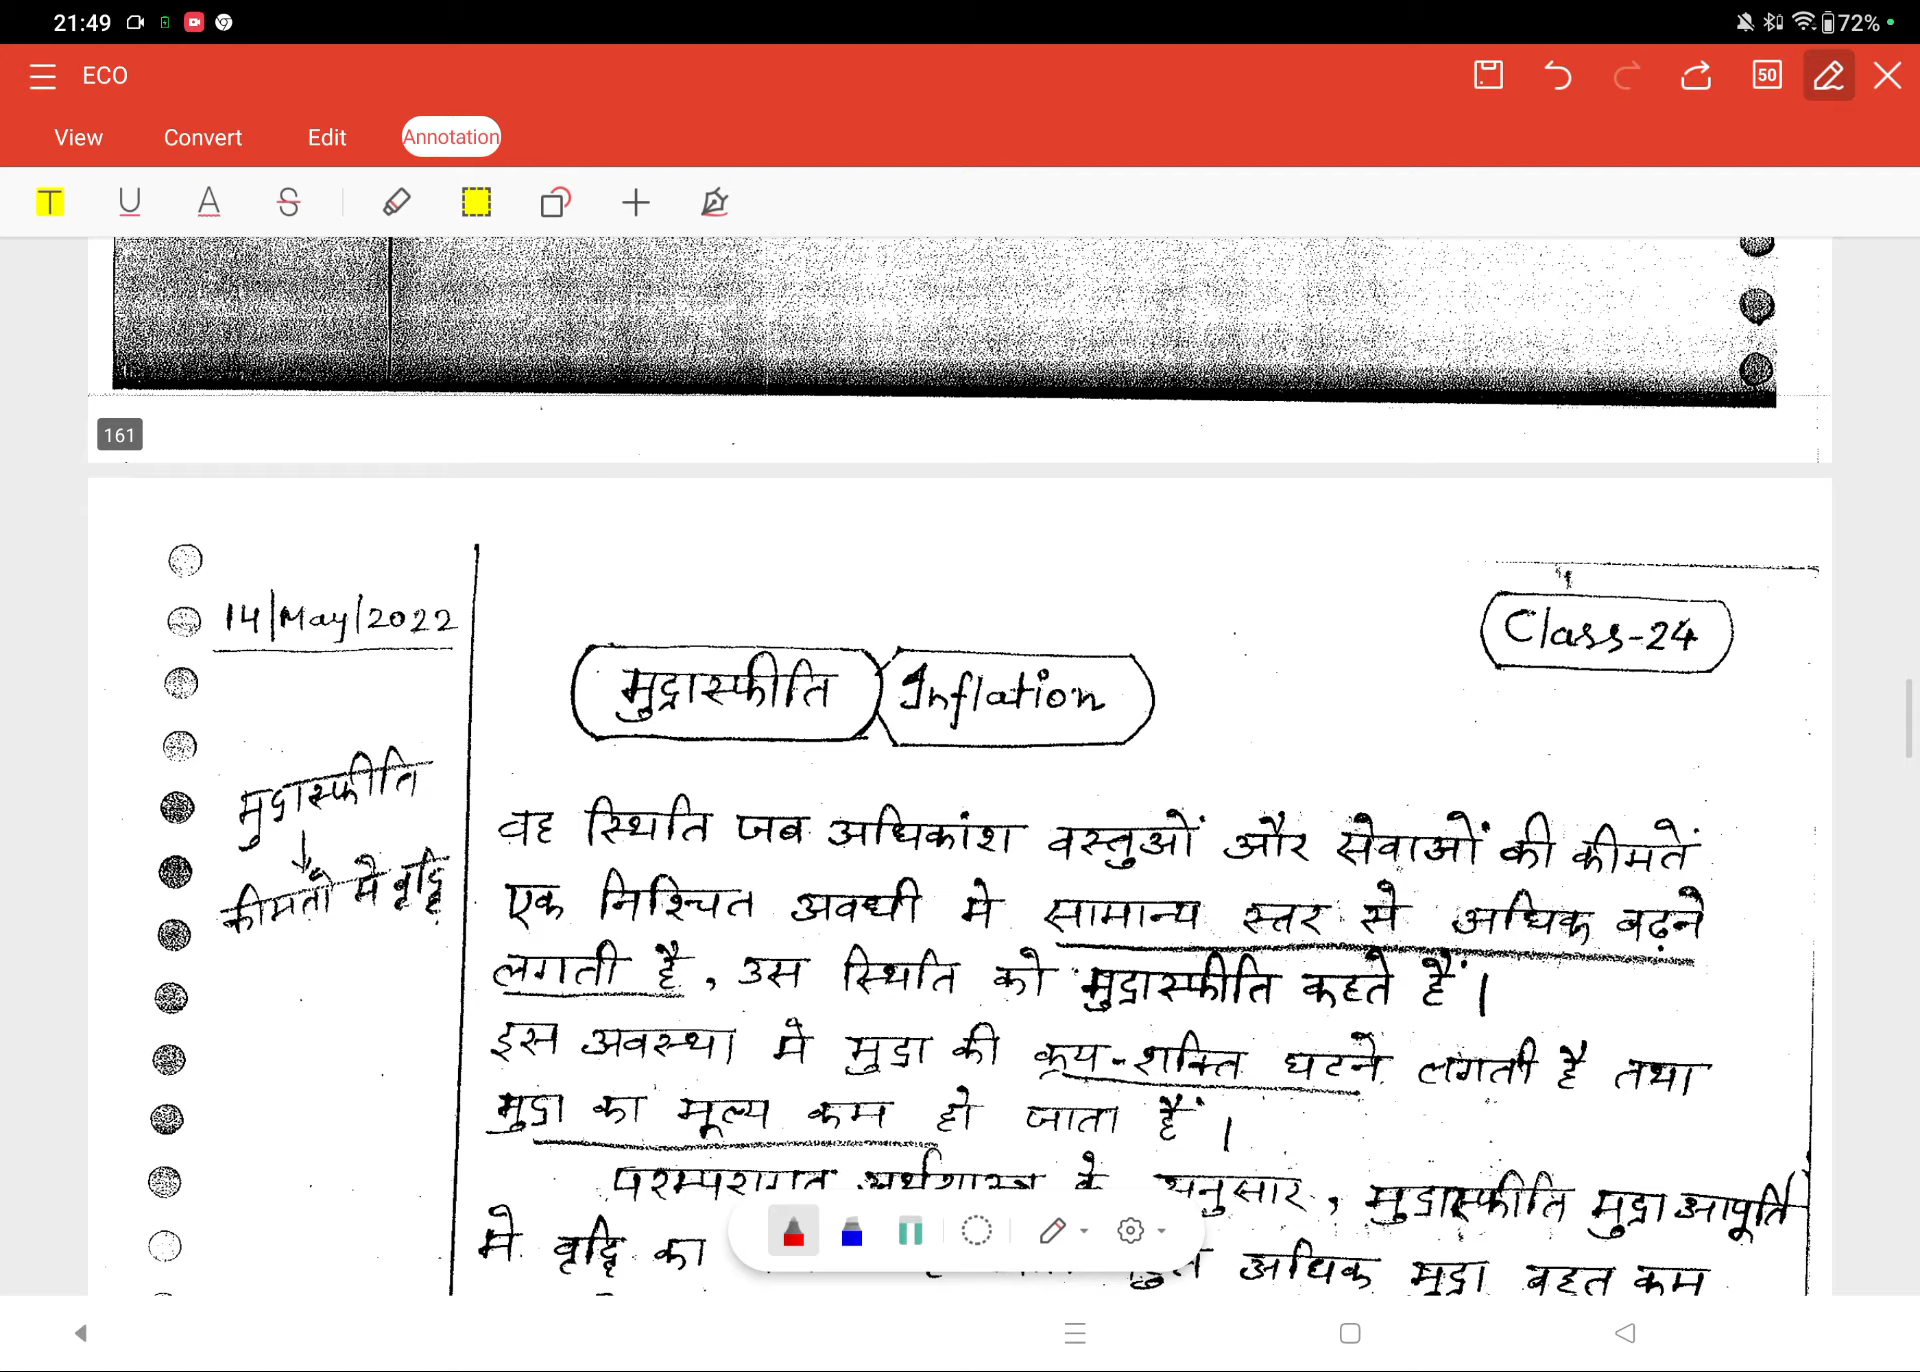 21:49
72%
ECO
50
View Convert Edit Annotation
T U A S
161
14/May/2022
Class-24
मुद्रास्फीति Inflation
मुद्रास्फीति
कीमतों में वृद्धि
वह स्थिति जब अधिकांश वस्तुओं और सेवाओं की कीमतें
एक निश्चित अवधी मे सामान्य स्तर से अधिक बढ़ने
लगती है, उस स्थिति को मुद्रास्फीति कहते हैं।
इस अवस्था मे मुद्रा की क्रय-शक्ति घटने लगती है तथा
मुद्रा का मूल्य कम हो जाता हैं।
परम्परागत अर्थशास्त्र के अनुसार, मुद्रास्फीति मुद्रा आपूर्ति
मे वृद्धि का अधिक मुद्रा बहुत कम